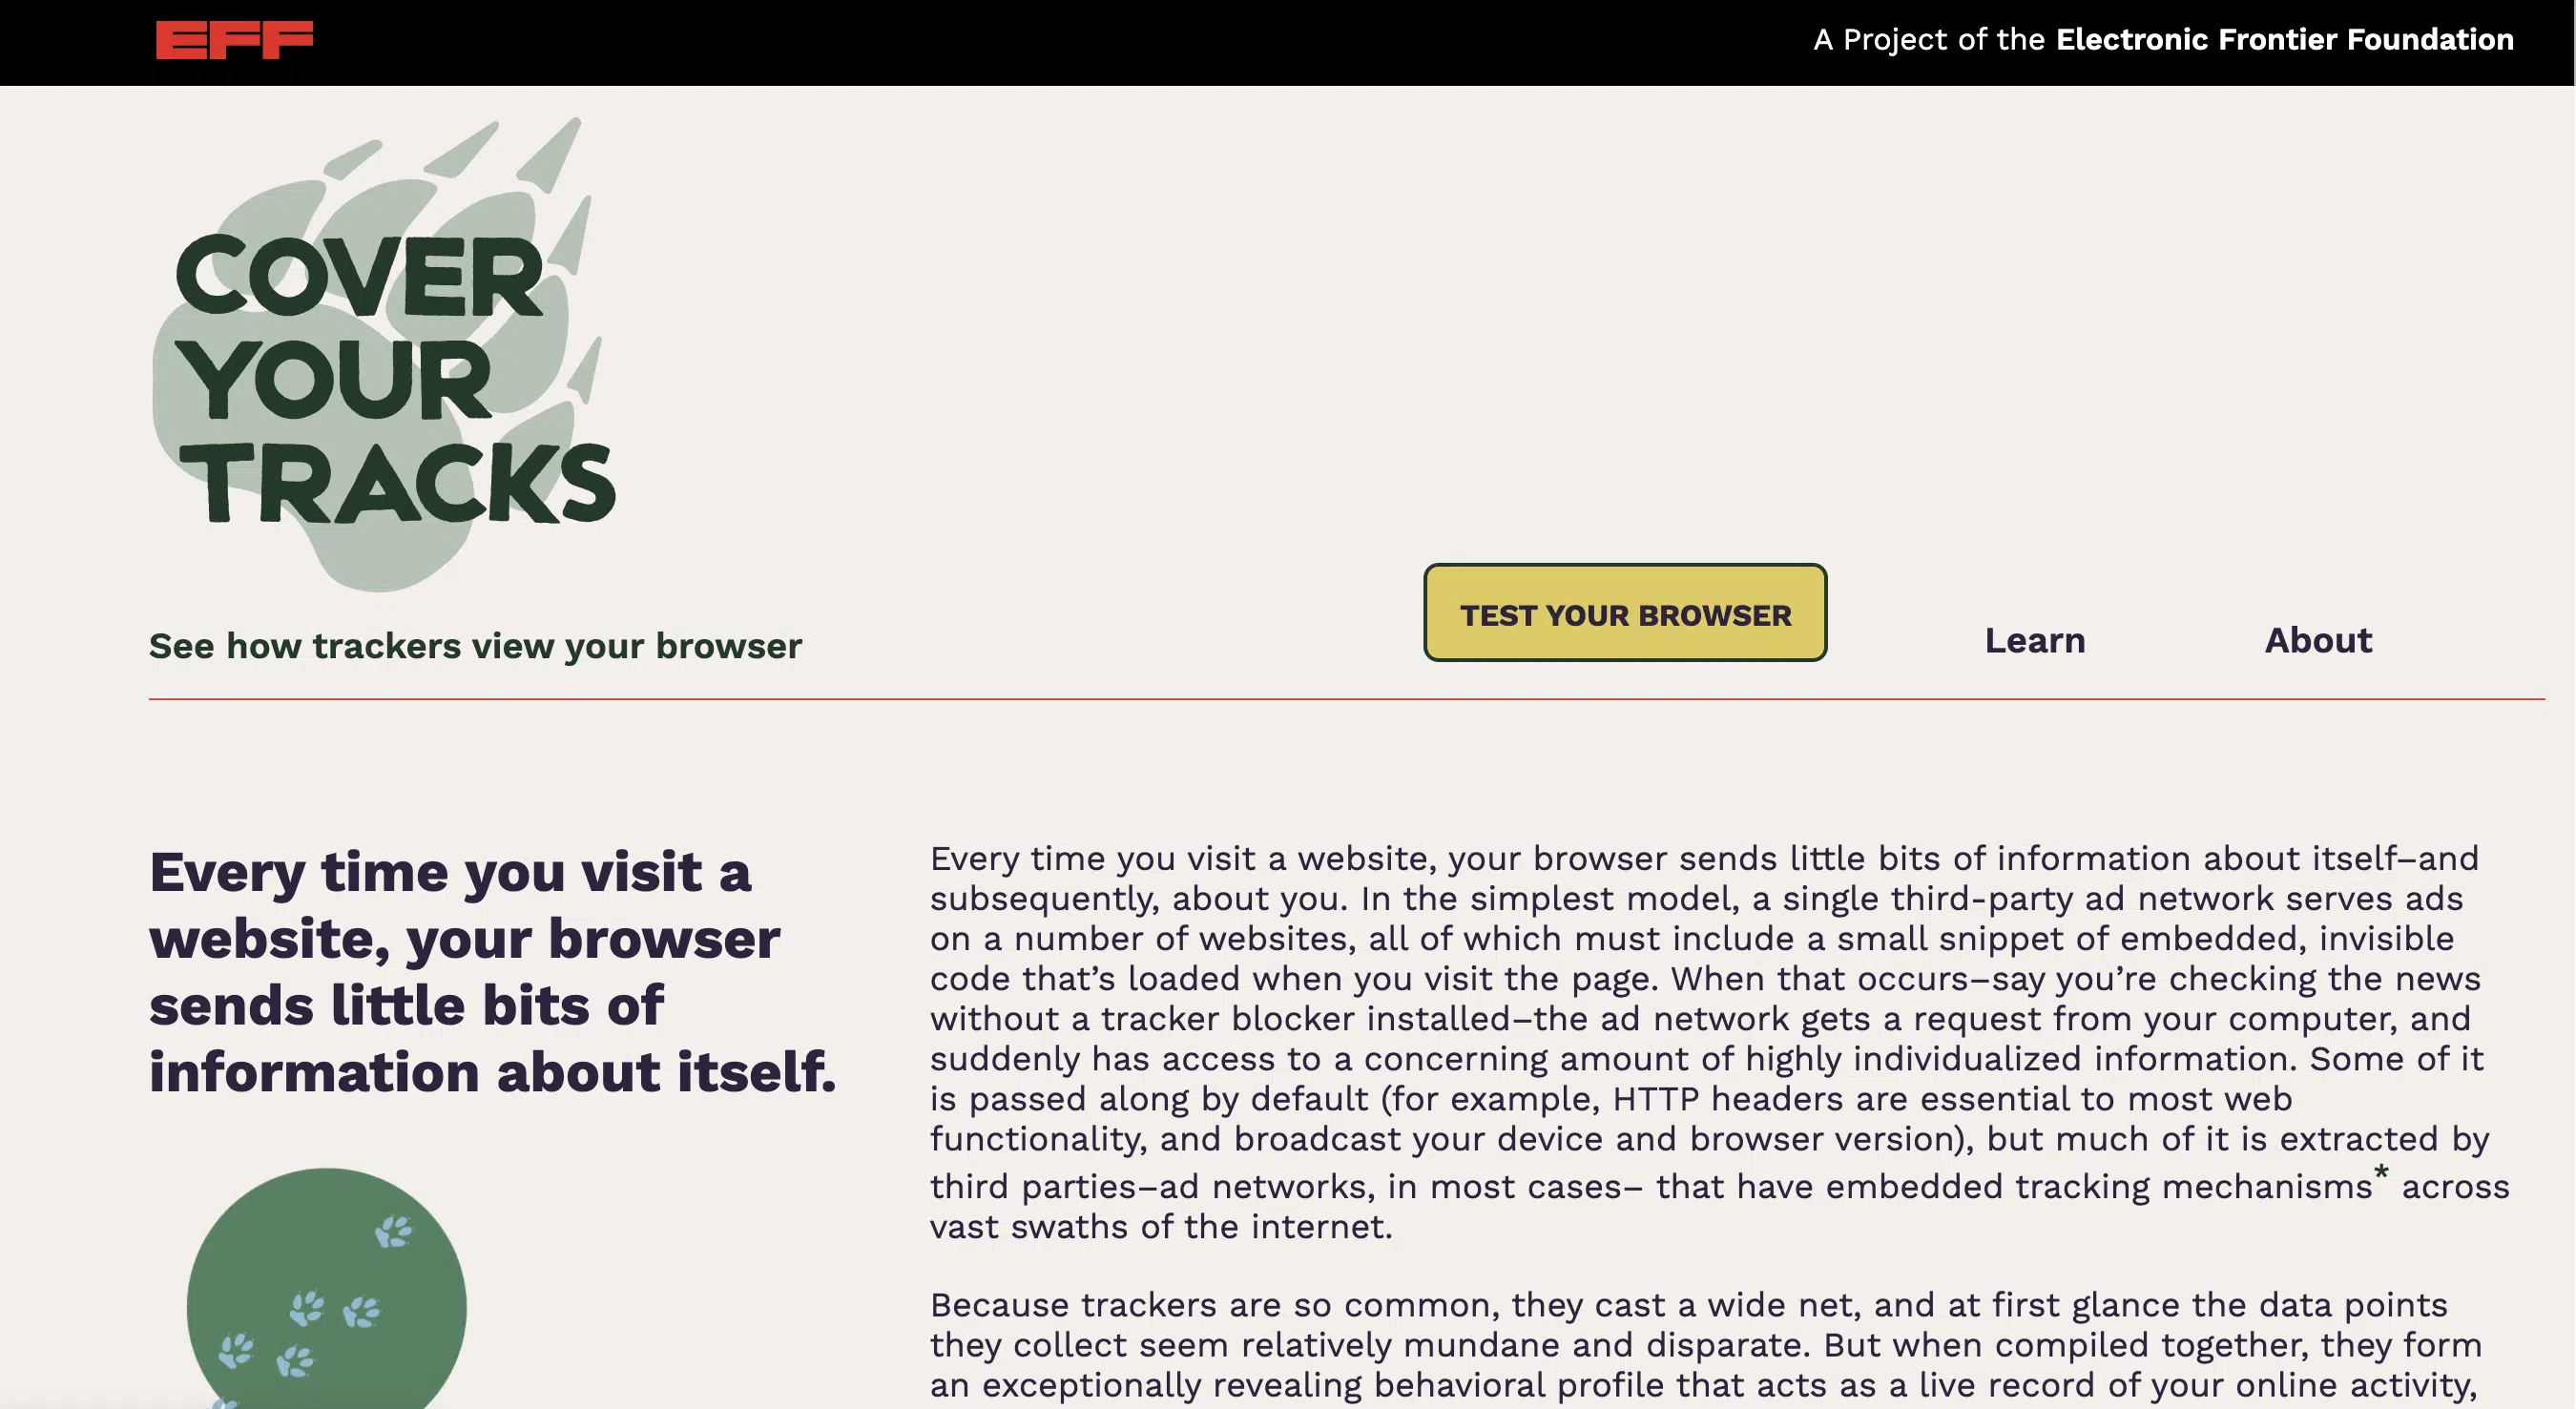 EFF
A Project of the Electronic Frontier Foundation
COVER
YOUR
TRACKS
See how trackers view your browser
TEST YOUR BROWSER
Learn
About
Every time you visit a
website, your browser
sends little bits of
information about itself.
Every time you visit a website, your browser sends little bits of information about itself–and
subsequently, about you. In the simplest model, a single third-party ad network serves ads
on a number of websites, all of which must include a small snippet of embedded, invisible
code that’s loaded when you visit the page. When that occurs–say you’re checking the news
without a tracker blocker installed–the ad network gets a request from your computer, and
suddenly has access to a concerning amount of highly individualized information. Some of it
is passed along by default (for example, HTTP headers are essential to most web
functionality, and broadcast your device and browser version), but much of it is extracted by
third parties–ad networks, in most cases– that have embedded tracking mechanisms* across
vast swaths of the internet.
Because trackers are so common, they cast a wide net, and at first glance the data points
they collect seem relatively mundane and disparate. But when compiled together, they form
an exceptionally revealing behavioral profile that acts as a live record of your online activity,